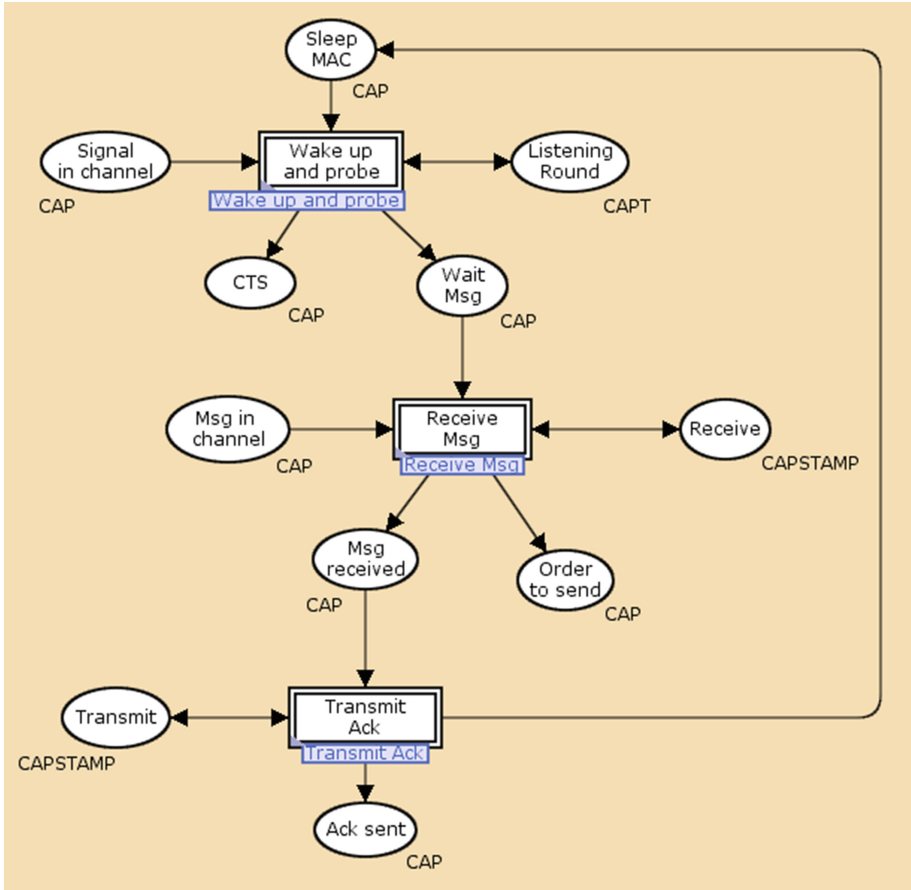 Sleep
MAC
CAP
Signal
in channel
CAP
Wake up
and probe
Wake up and probe
Listening
Round
CAPT
CTS
CAP
Wait
Msg
CAP
Msg in
channel
CAP
Receive
Msg
Receive Msg
Receive
CAPSTAMP
Msg
received
CAP
Order
to send
CAP
Transmit
CAPSTAMP
Transmit
Ack
Transmit Ack
Ack sent
CAP